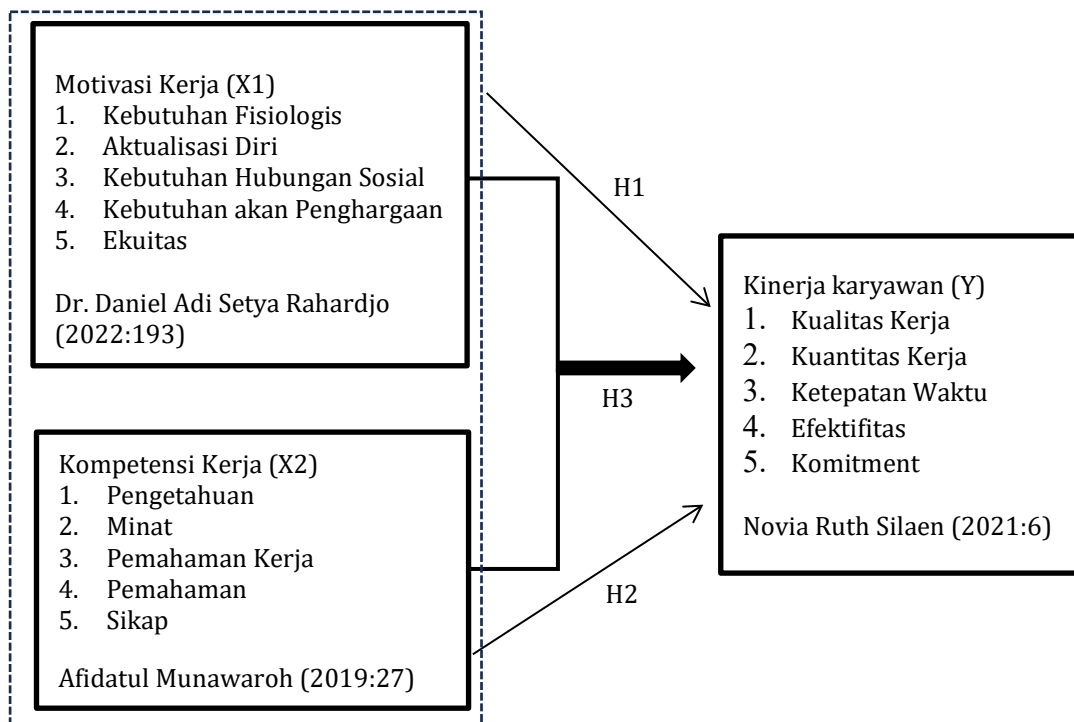 Motivasi Kerja (X1)
1. Kebutuhan Fisiologis
2. Aktualisasi Diri
3. Kebutuhan Hubungan Sosial
4. Kebutuhan akan Penghargaan
5. Ekuitas
Dr. Daniel Adi Setya Rahardjo
(2022:193)
H1
Kinerja karyawan (Y)
1. Kualitas Kerja
2. Kuantitas Kerja
3. Ketepatan Waktu
4. Efektifitas
5. Komitment
Novia Ruth Silaen (2021:6)
H3
Kompetensi Kerja (X2)
1. Pengetahuan
2. Minat
3. Pemahaman Kerja
4. Pemahaman
5. Sikap
Afidatul Munawaroh (2019:27)
H2